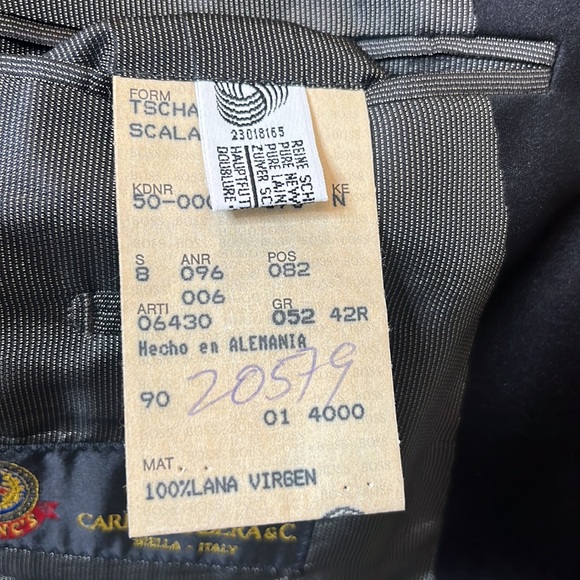 FORM
TSCHA
SCALA
23018165
REINE SCH
PURE NEW
PURE LAIN
ZUIVER SC
HAUPTFUT
DOUBLURE
KDNR KE
50-000 N
S ANR POS
8 096 082
006
ARTI GR
06430 052 42R
Hecho en ALEMANIA
90 20579
01 4000
MAT. . .
100%LANA VIRGEN
BIELLA - ITALY